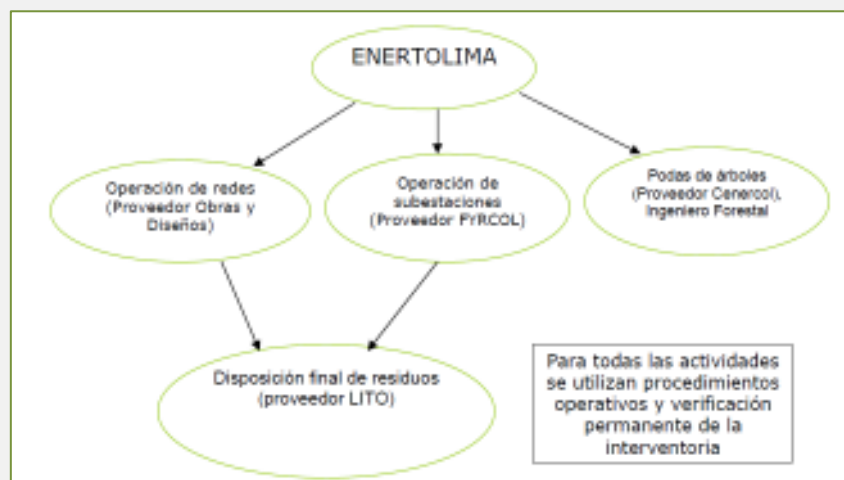 ENERTOLIMA
Operación de redes
(Proveedor Obras y
Diseños)
Operación de
subestaciones
(Proveedor FYRCOL)
Podas de árboles
(Proveedor Cenercol),
Ingeniero Forestal
Disposición final de residuos
(proveedor LITO)
Para todas las actividades
se utilizan procedimientos
operativos y verificación
permanente de la
interventoria